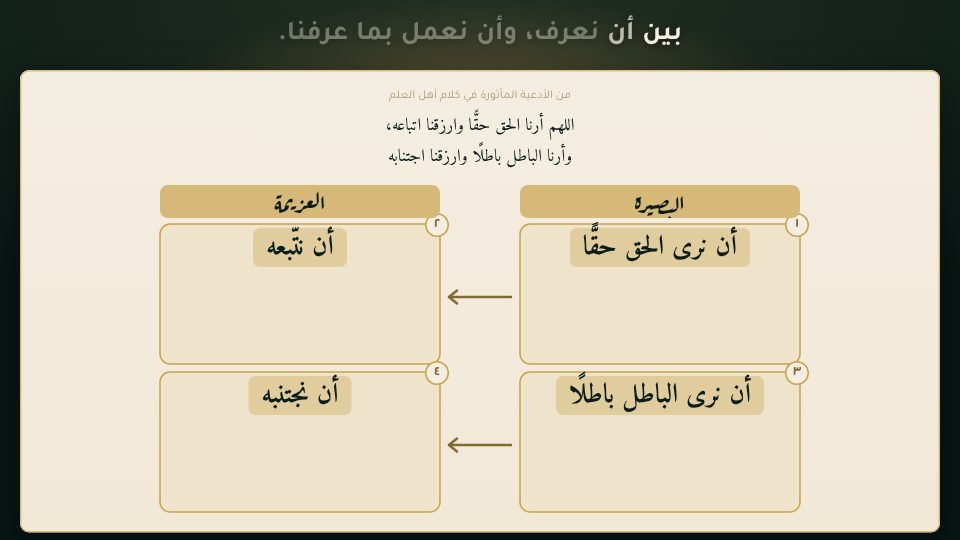 بين أن نعرف، وأن نعمل بما عرفنا.
من الأدعية المأثورة في كلام أهل العلم
اللهم أرنا الحق حقًّا وارزقنا اتباعه،
وأرنا الباطل باطلًا وارزقنا اجتنابه
البصيرة
العزيمة
١
أن نرى الحق حقًّا
٢
أن نتّبعه
٣
أن نرى الباطل باطلًا
٤
أن نجتنبه